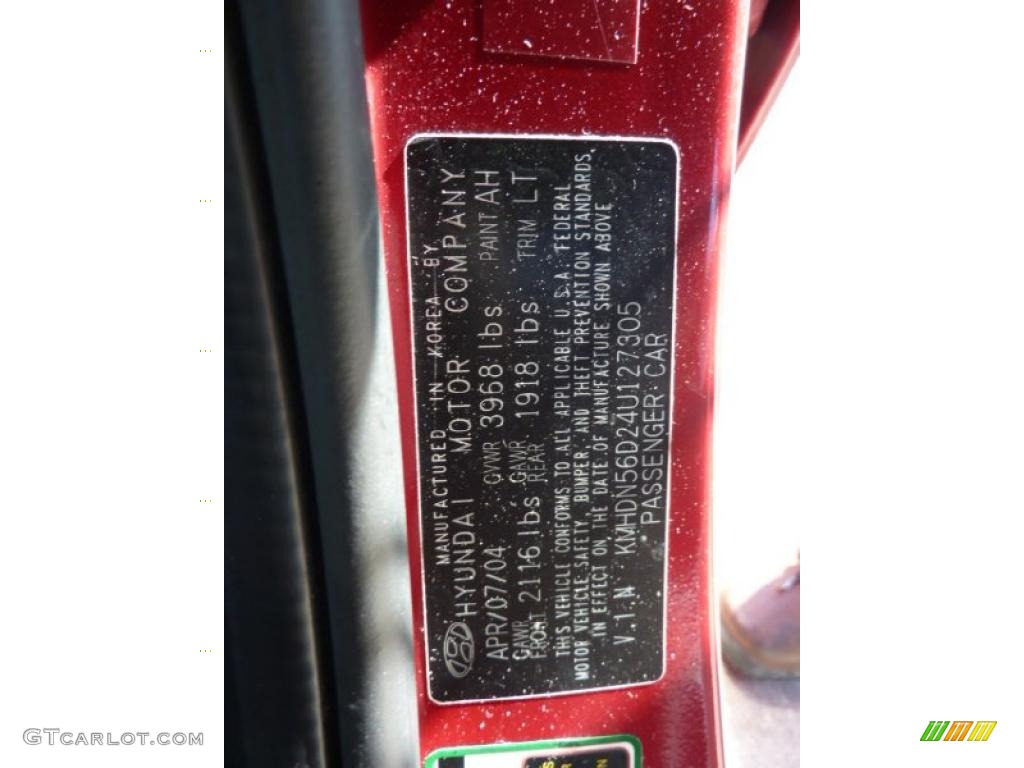 MANUFACTURED IN KOREA BY
HYUNDAI MOTOR COMPANY
APR/07/04 GVWR 3968 lbs PAINT AH
GAWR FRONT 2116 lbs GAWR REAR 1918 lbs TRIM LT
THIS VEHICLE CONFORMS TO ALL APPLICABLE U.S.A. FEDERAL
MOTOR VEHICLE SAFETY, BUMPER, AND THEFT PREVENTION STANDARDS
IN EFFECT ON THE DATE OF MANUFACTURE SHOWN ABOVE
V.I.N KMHDN56D24U127305
PASSENGER CAR
GTCARLOT.COM